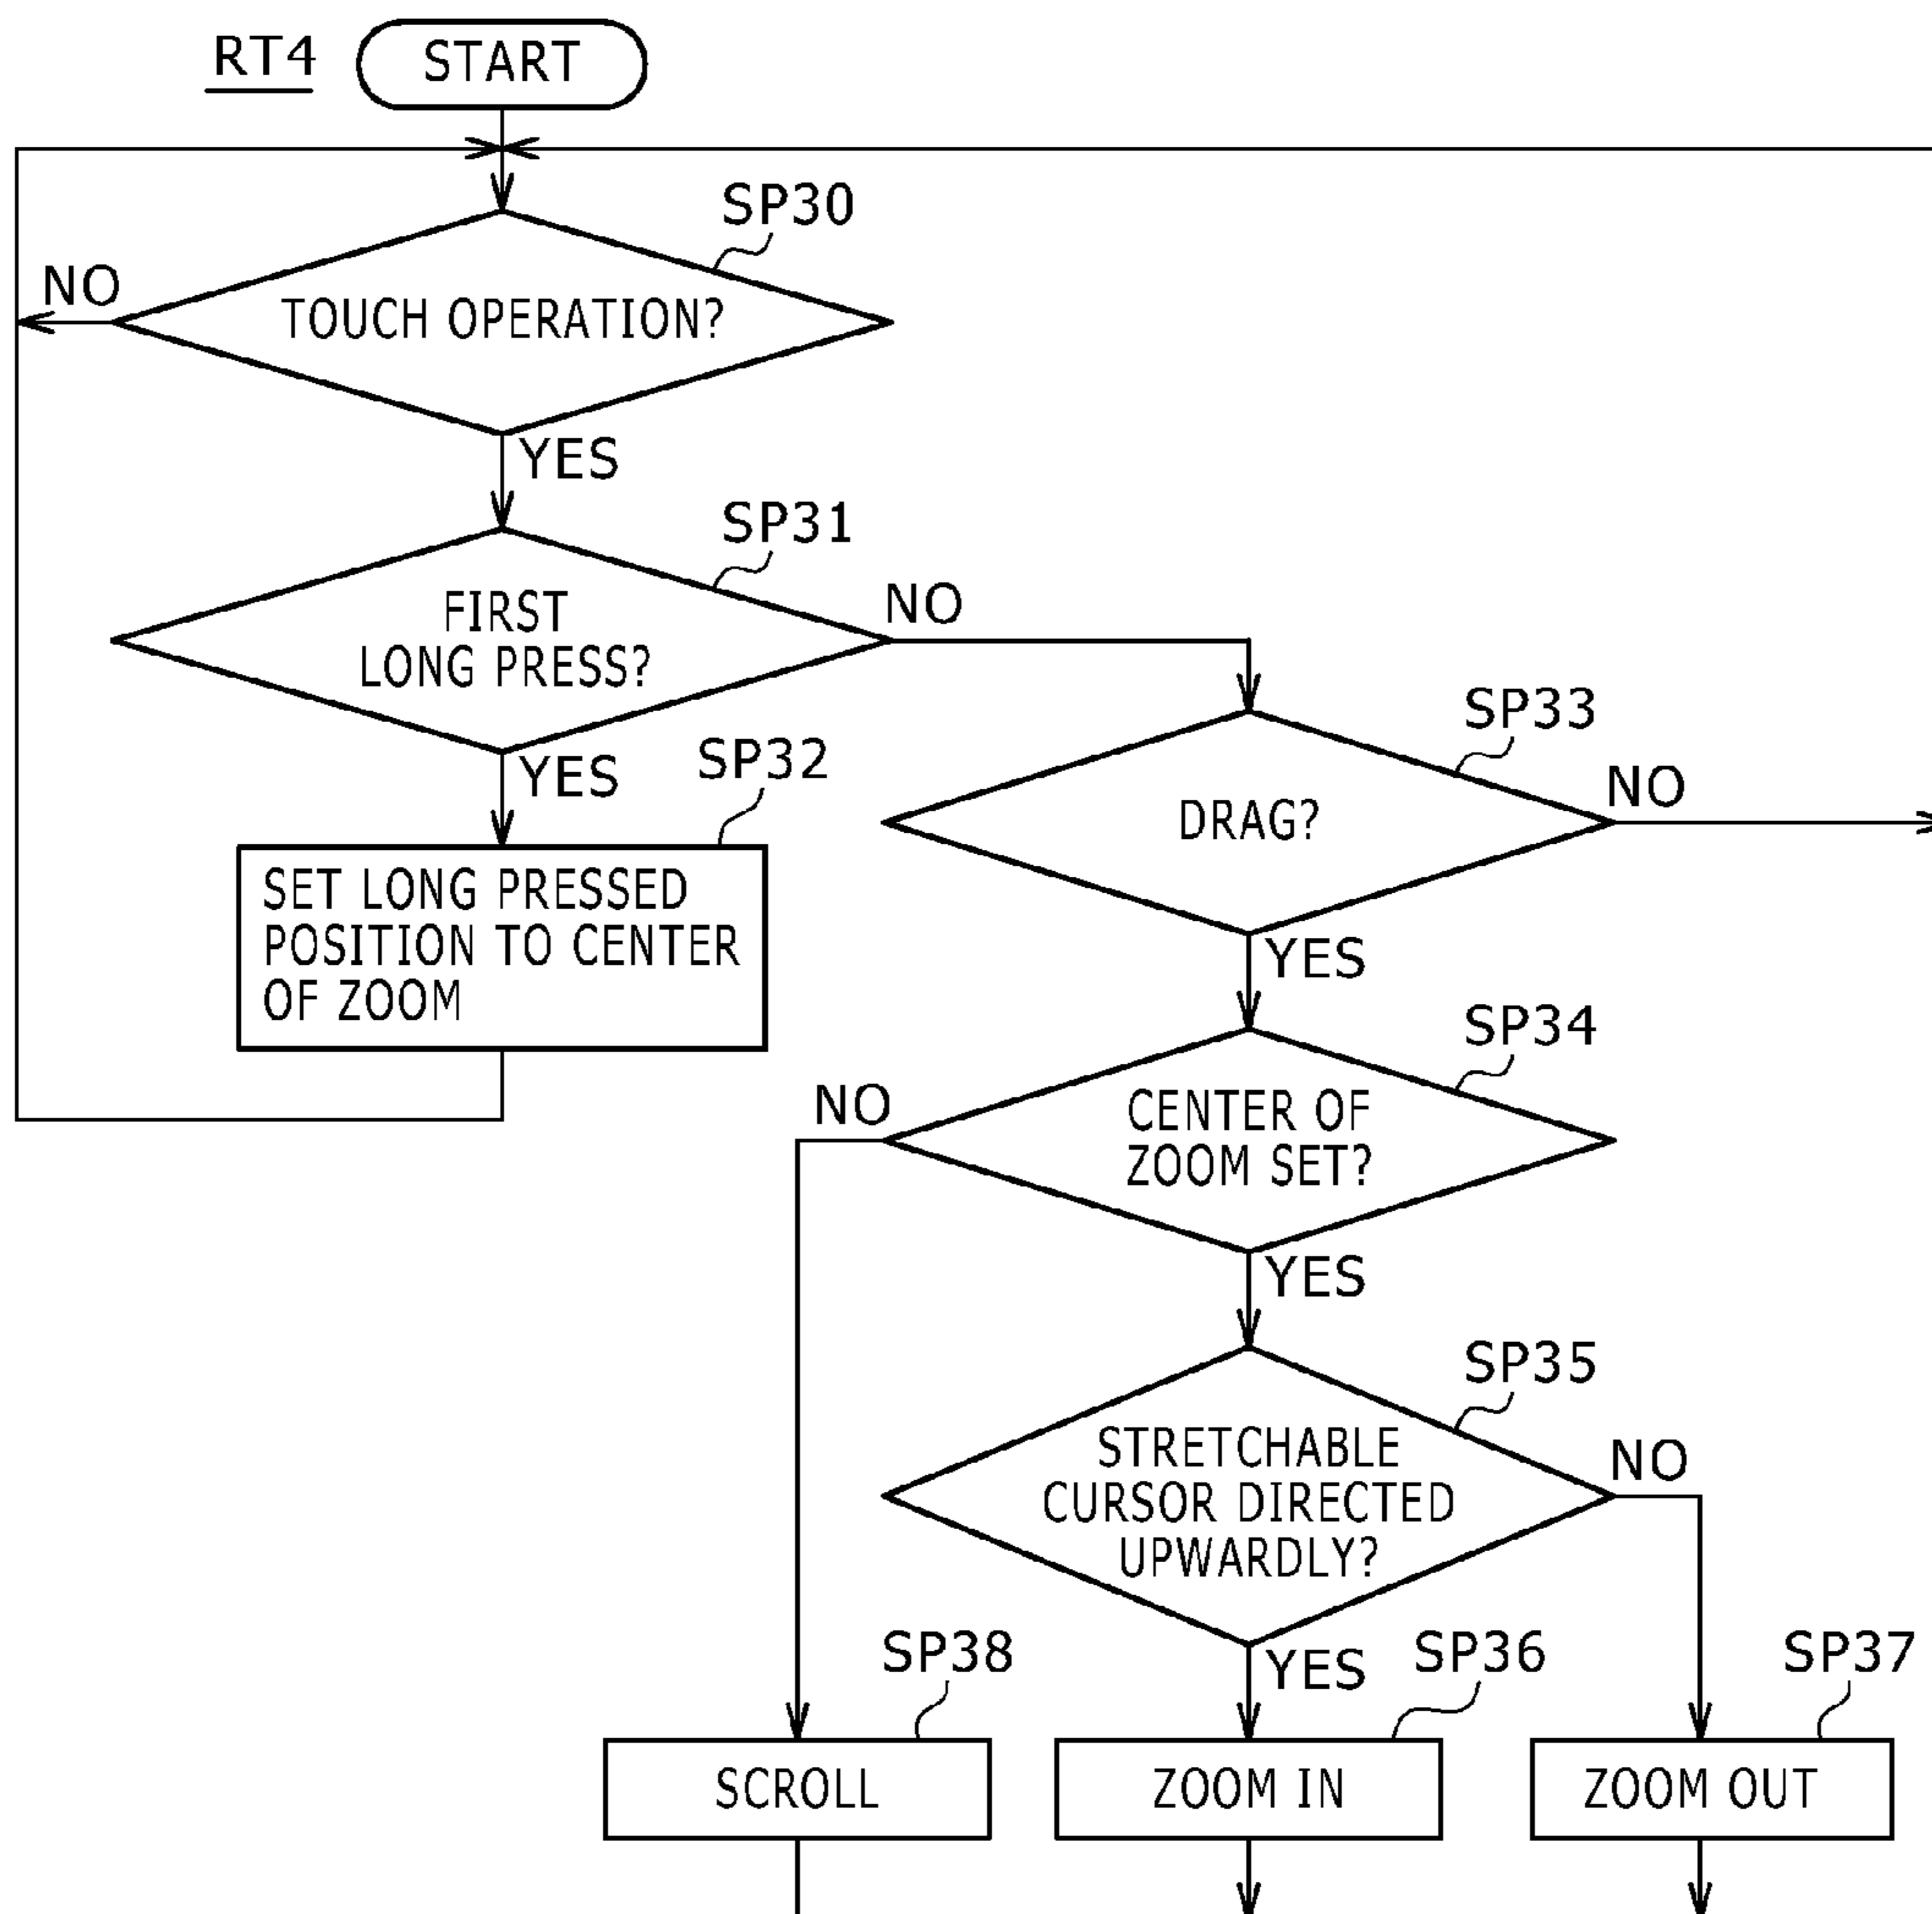 RT4
START
SP30
NO
TOUCH OPERATION?
YES
SP31
FIRST
LONG PRESS?
NO
YES
SP32
SET LONG PRESSED
POSITION TO CENTER
OF ZOOM
SP33
DRAG?
NO
YES
SP34
NO
CENTER OF
ZOOM SET?
YES
SP35
STRETCHABLE
CURSOR DIRECTED
UPWARDLY?
NO
YES
SP38
SCROLL
SP36
ZOOM IN
SP37
ZOOM OUT